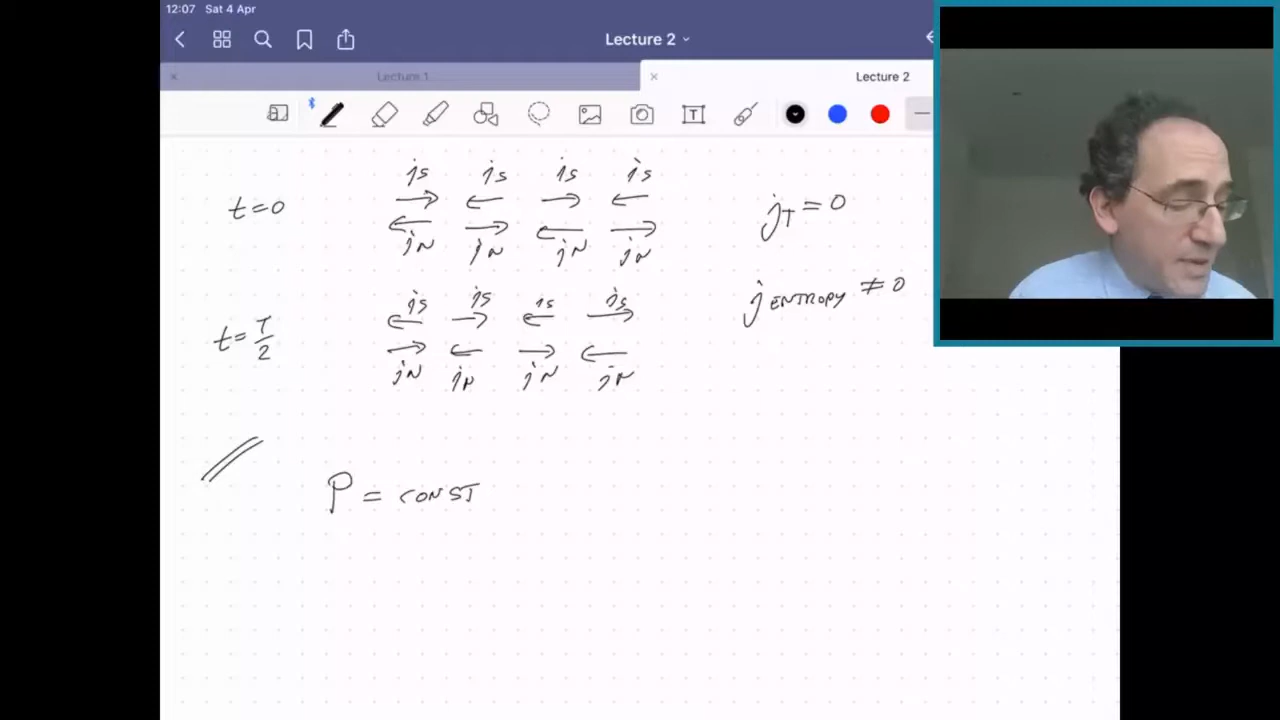 12:07 Sat 4 Apr
Lecture 2
Lecture 1
Lecture 2
T
js js js js
t=0
jT = 0
jN jN jN jN
j ENTROPY ≠ 0
js js js js
t = T/2
jN jN jN jN
P = CONST